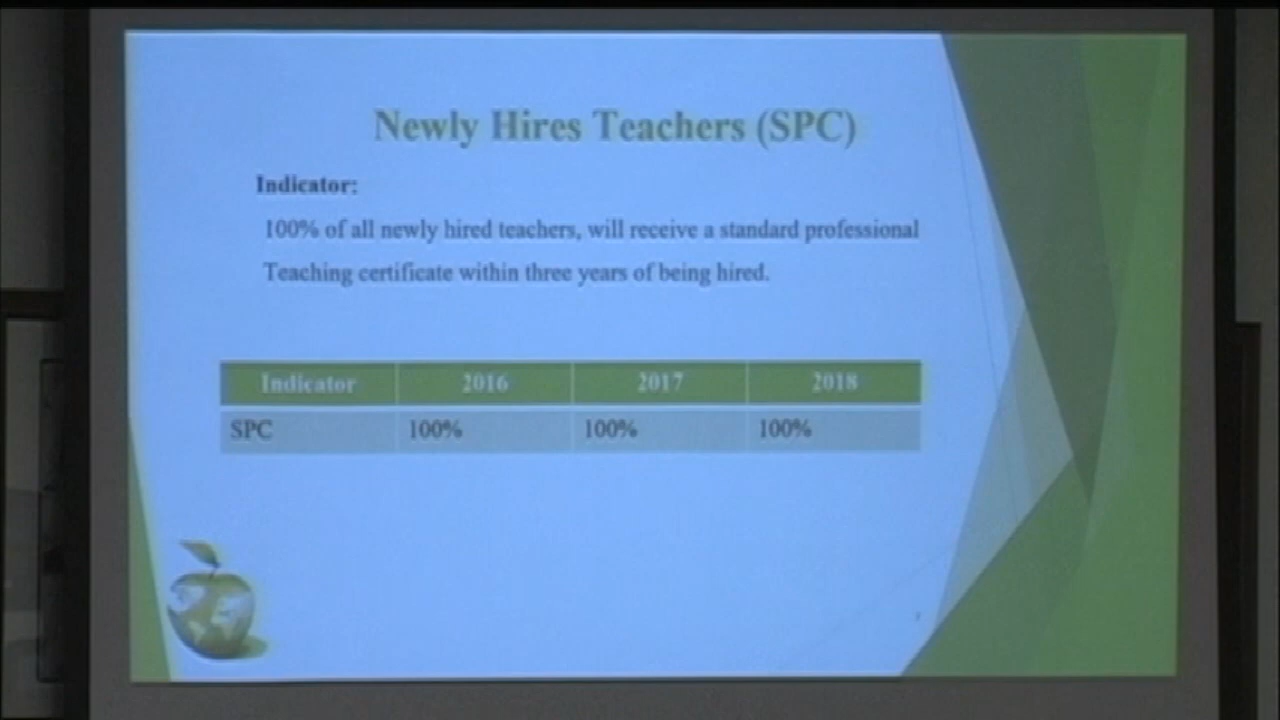 Newly Hires Teachers (SPC)
Indicator:
100% of all newly hired teachers, will receive a standard professional
Teaching certificate within three years of being hired.
Indicator 2016 2017 2018
SPC 100% 100% 100%